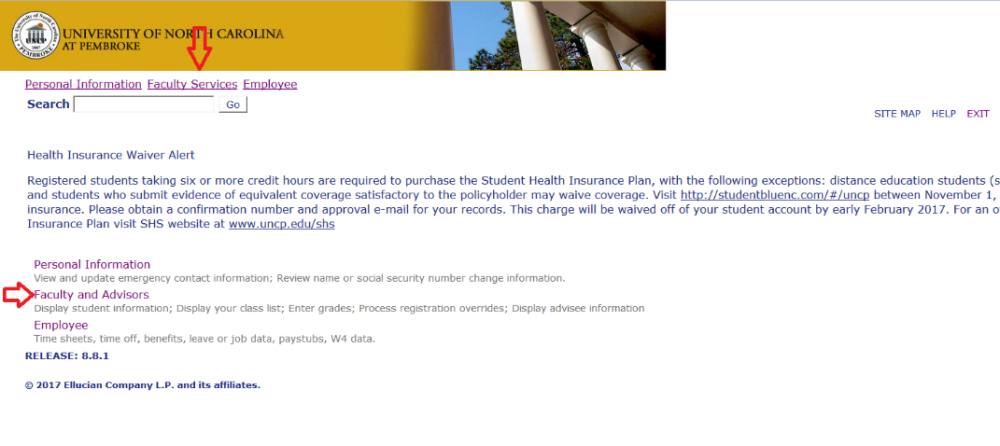 UNIVERSITY OF NORTH CAROLINA
AT PEMBROKE
UNCP
PEMBROKE
Personal Information Faculty Services Employee
Search Go
SITE MAP HELP EXIT
Health Insurance Waiver Alert
Registered students taking six or more credit hours are required to purchase the Student Health Insurance Plan, with the following exceptions: distance education students (s
and students who submit evidence of equivalent coverage satisfactory to the policyholder may waive coverage. Visit http://studentbluenc.com/#/uncp between November 1,
insurance. Please obtain a confirmation number and approval e-mail for your records. This charge will be waived off of your student account by early February 2017. For an o
Insurance Plan visit SHS website at www.uncp.edu/shs
Personal Information
View and update emergency contact information; Review name or social security number change information.
Faculty and Advisors
Display student information; Display your class list; Enter grades; Process registration overrides; Display advisee information
Employee
Time sheets, time off, benefits, leave or job data, paystubs, W4 data.
RELEASE: 8.8.1
© 2017 Ellucian Company L.P. and its affiliates.